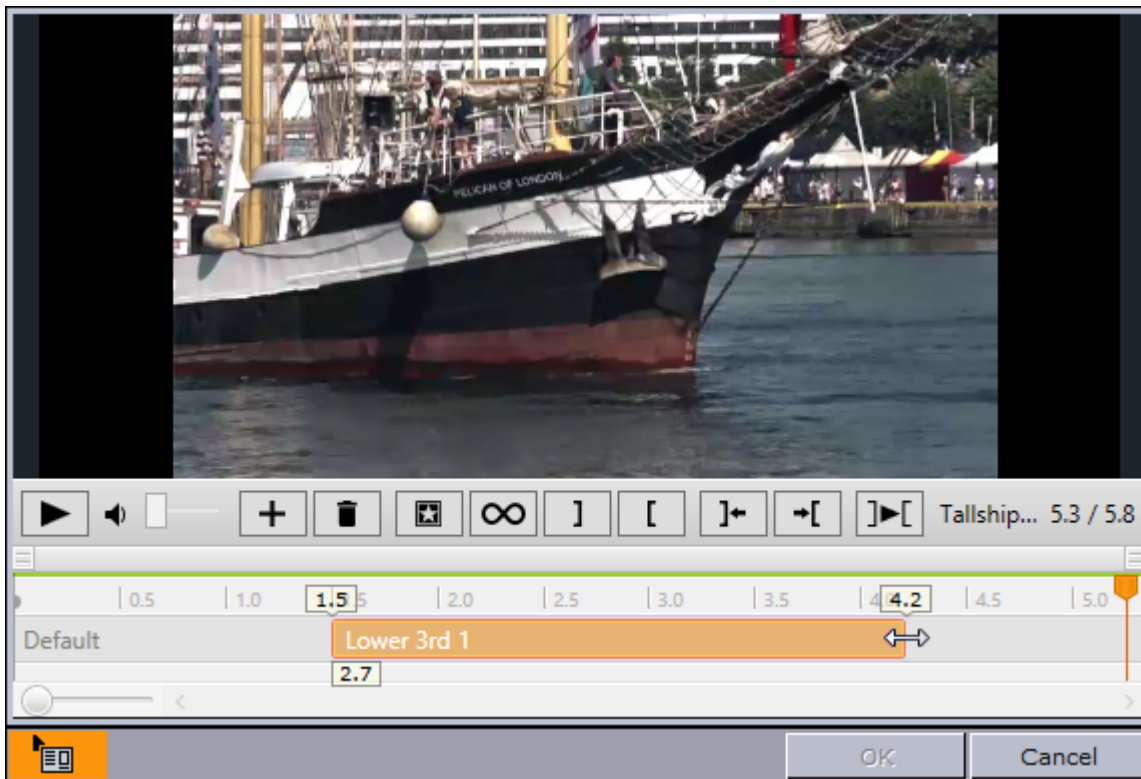 PELICAN OF LONDON
Tallship... 5.3 / 5.8
0.5 1.0 1.5 2.0 2.5 3.0 3.5 4.2 4.5 5.0
Default Lower 3rd 1
2.7
OK Cancel